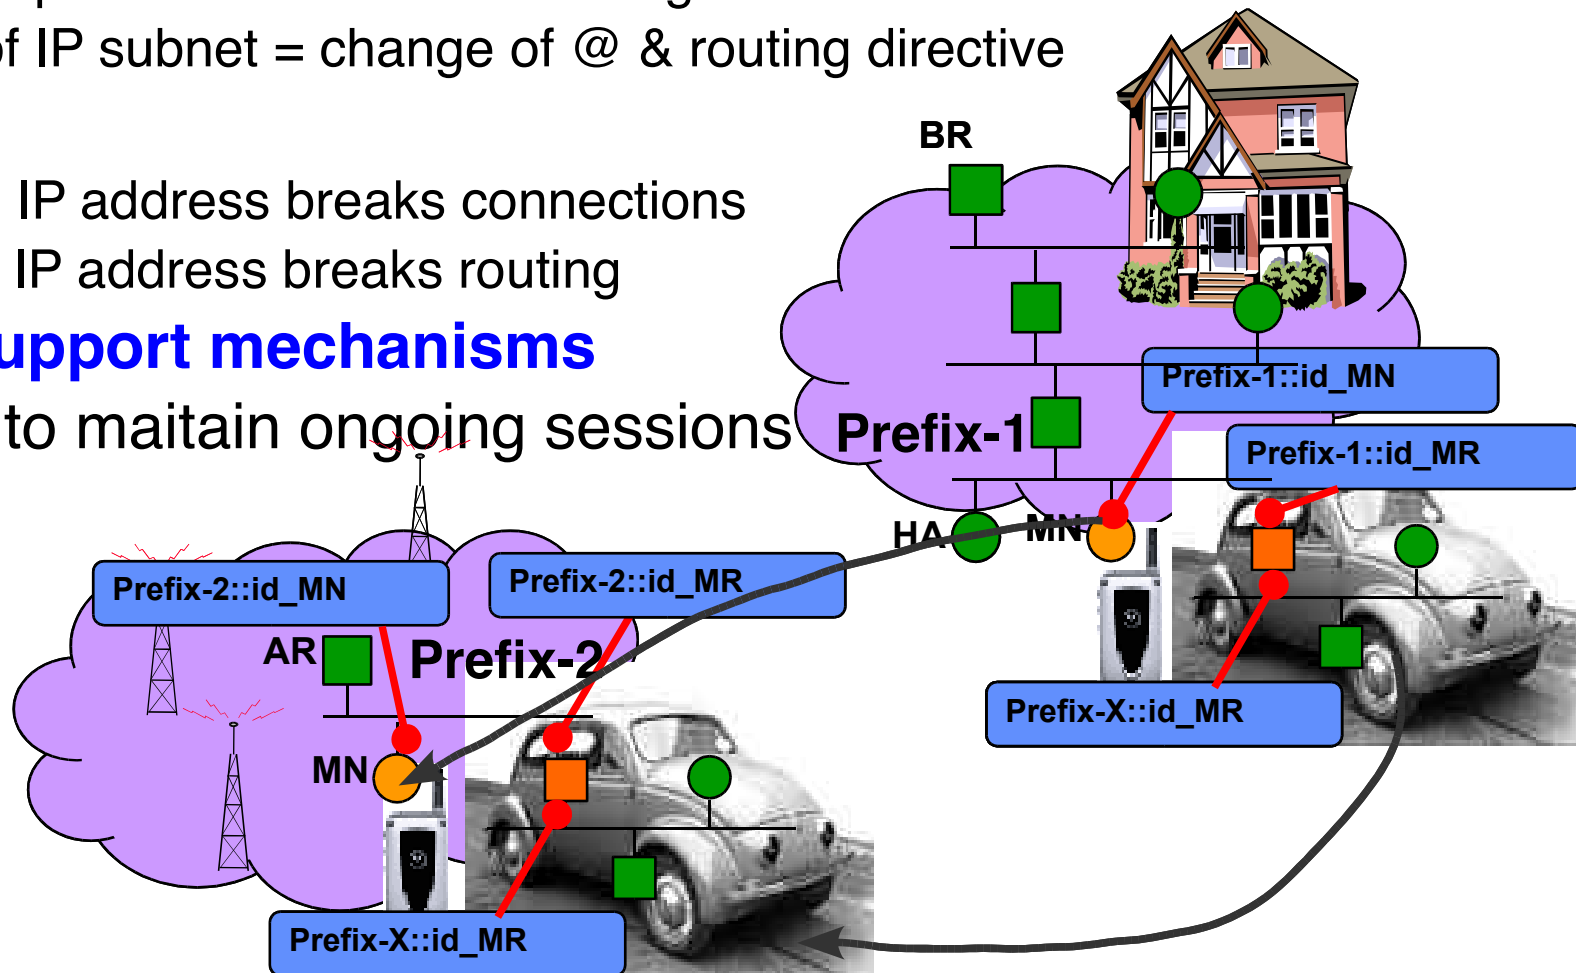 of IP subnet = change of @ & routing directive
BR
IP address breaks connections
IP address breaks routing
upport mechanisms
Prefix-1::id_MN
to maitain ongoing sessions
Prefix-1
Prefix-1::id_MR
HA
MN
Prefix-2::id_MN
Prefix-2::id_MR
AR
Prefix-2
Prefix-X::id_MR
MN
Prefix-X::id_MR